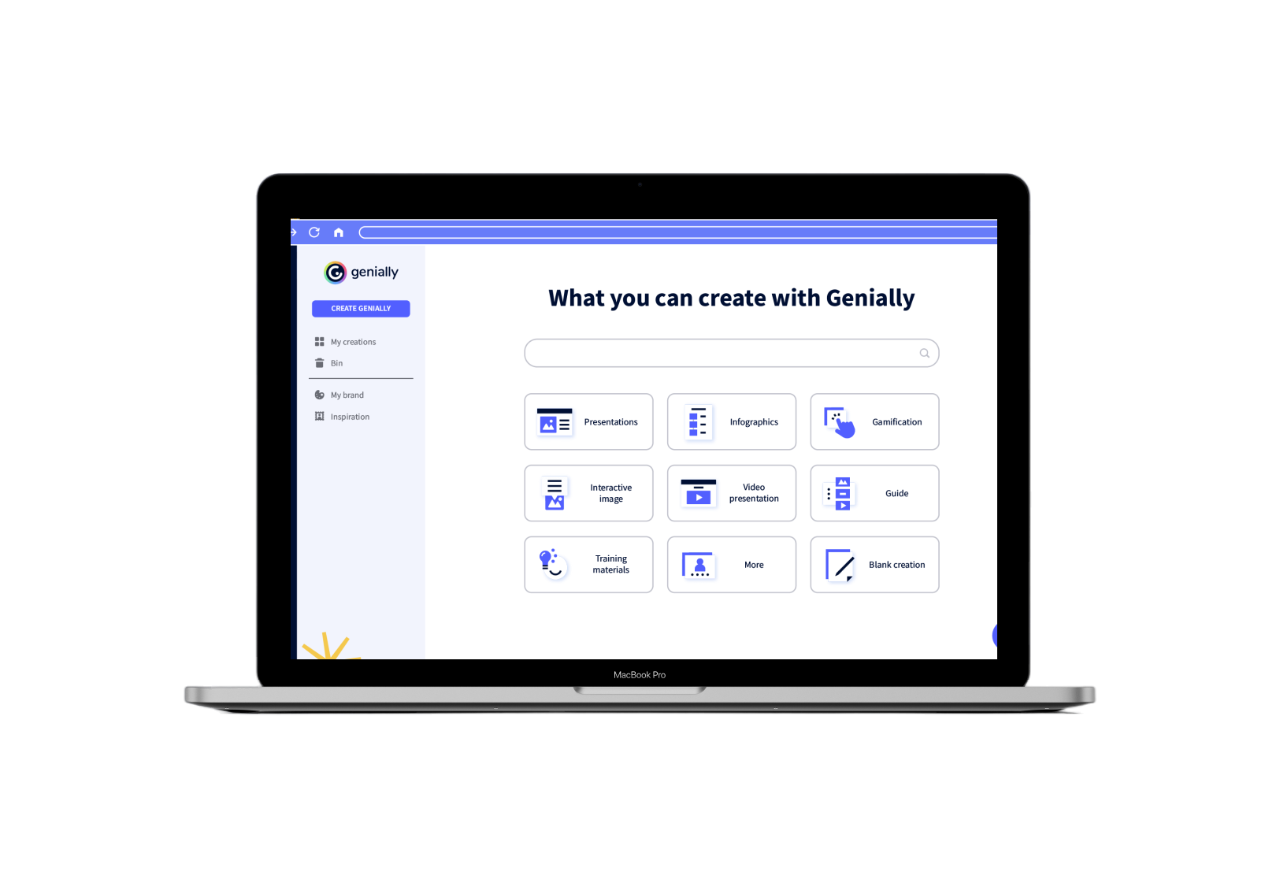 genially
CREATE GENIALLY
My creations
Bin
My brand
Inspiration
What you can create with Genially
Presentations
Infographics
Gamification
Interactive
image
Video
presentation
Guide
Training
materials
More
Blank creation
MacBook Pro